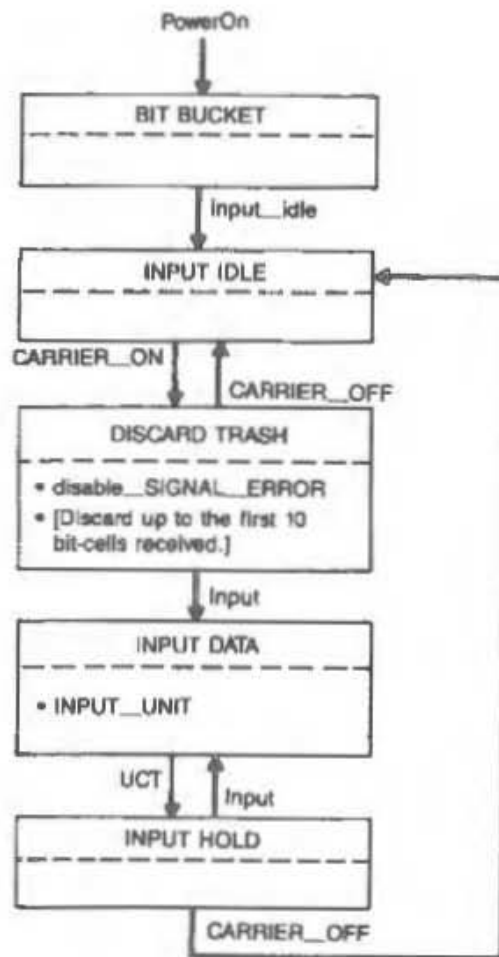 PowerOn
BIT BUCKET
Input_idle
INPUT IDLE
CARRIER_ON
CARRIER_OFF
DISCARD TRASH
• disable_SIGNAL_ERROR
• [Discard up to the first 10
bit-cells received.]
Input
INPUT DATA
• INPUT_UNIT
UCT
Input
INPUT HOLD
CARRIER_OFF